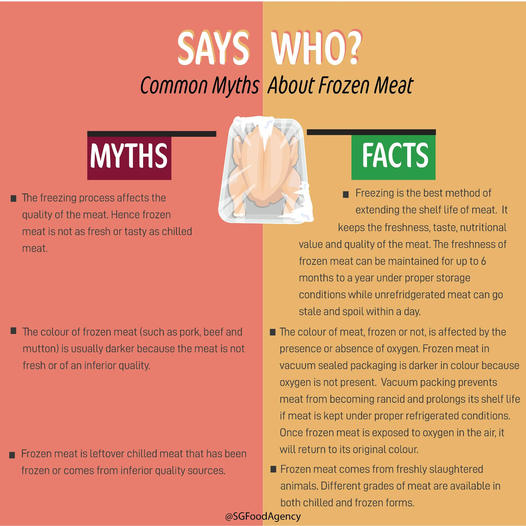 SAYS WHO?
Common Myths About Frozen Meat
MYTHS
■ The freezing process affects the
quality of the meat. Hence frozen
meat is not as fresh or tasty as chilled
meat.
■ The colour of frozen meat (such as pork, beef and
mutton) is usually darker because the meat is not
fresh or of an inferior quality.
■ Frozen meat is leftover chilled meat that has been
frozen or comes from inferior quality sources.
FACTS
■ Freezing is the best method of
extending the shelf life of meat. It
keeps the freshness, taste, nutritional
value and quality of the meat. The freshness of
frozen meat can be maintained for up to 6
months to a year under proper storage
conditions while unrefridgerated meat can go
stale and spoil within a day.
■ The colour of meat, frozen or not, is affected by the
presence or absence of oxygen. Frozen meat in
vacuum sealed packaging is darker in colour because
oxygen is not present. Vacuum packing prevents
meat from becoming rancid and prolongs its shelf life
if meat is kept under proper refrigerated conditions.
Once frozen meat is exposed to oxygen in the air, it
will return to its original colour.
■ Frozen meat comes from freshly slaughtered
animals. Different grades of meat are available in
both chilled and frozen forms.
@SGFoodAgency